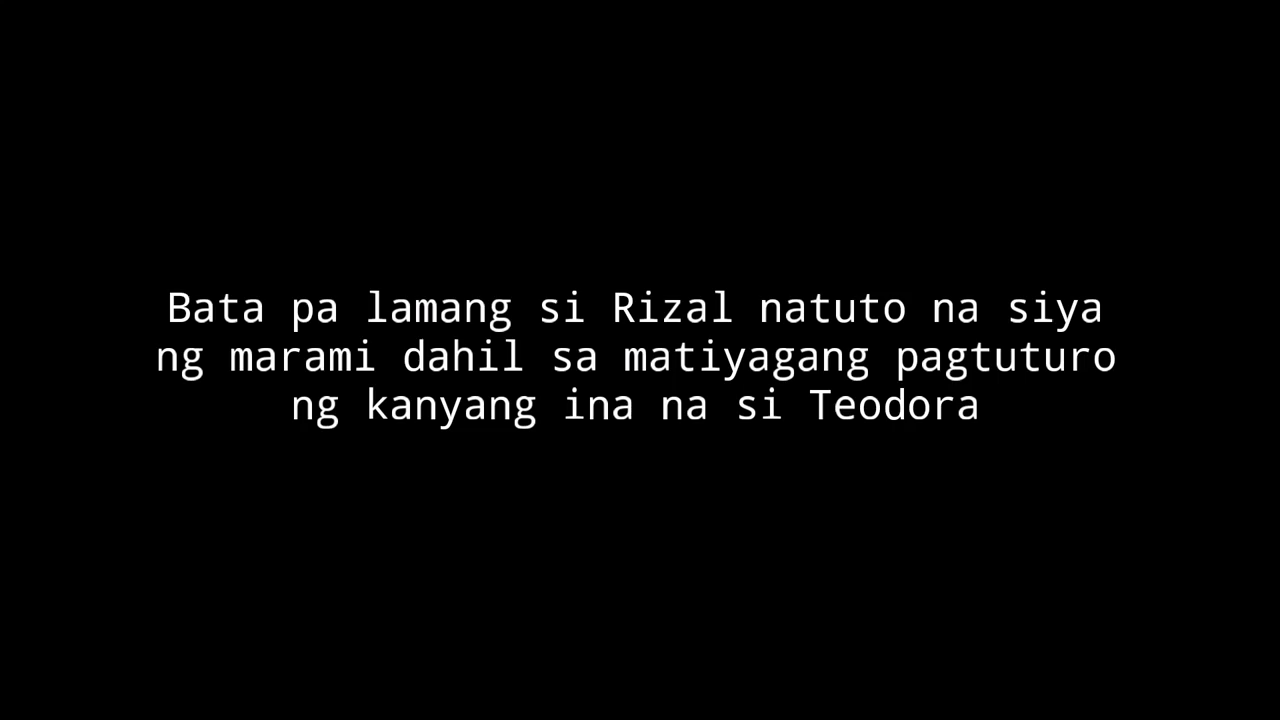 Bata pa lamang si Rizal natuto na siya
ng marami dahil sa matiyagang pagtuturo
ng kanyang ina na si Teodora